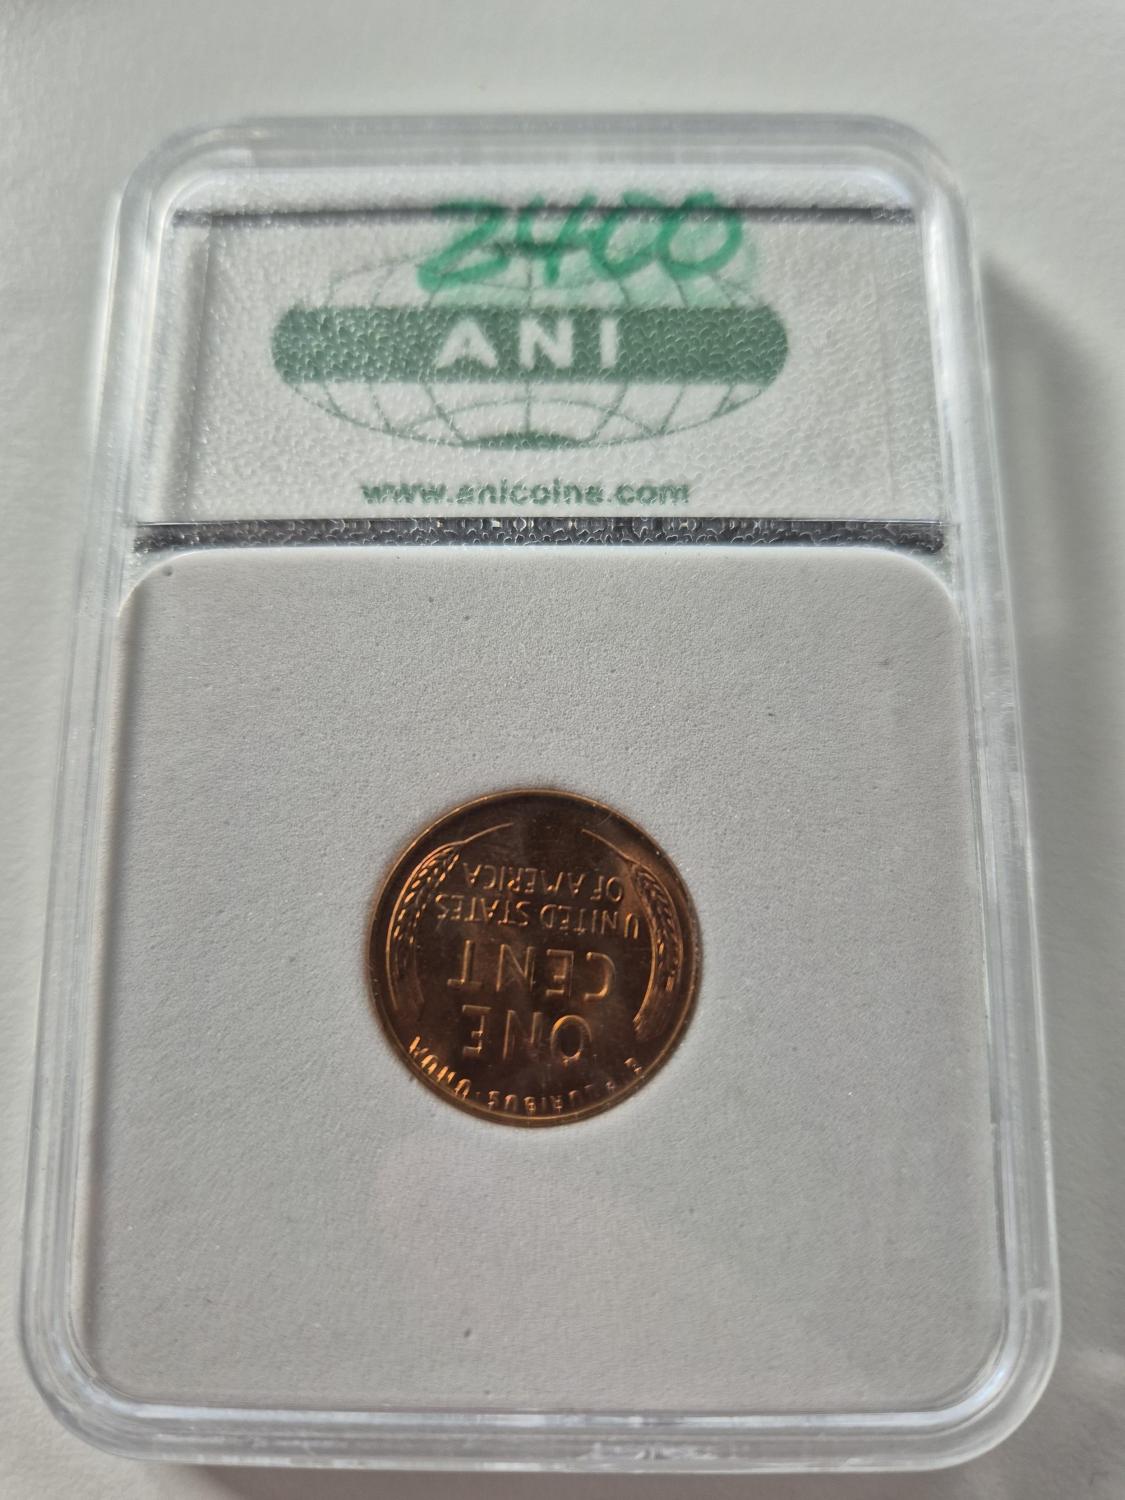 2400
ANI
www.anicoins.com
E PLURIBUS · UNUM
ONE
CENT
UNITED STATES
OF AMERICA